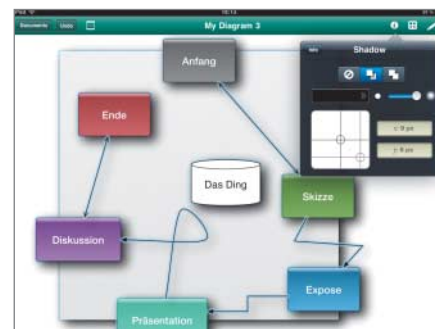 Documents Undo My Diagram 3
Shadow
Anfang
Ende
Das Ding
Skizze
Diskussion
Expose
Präsentation